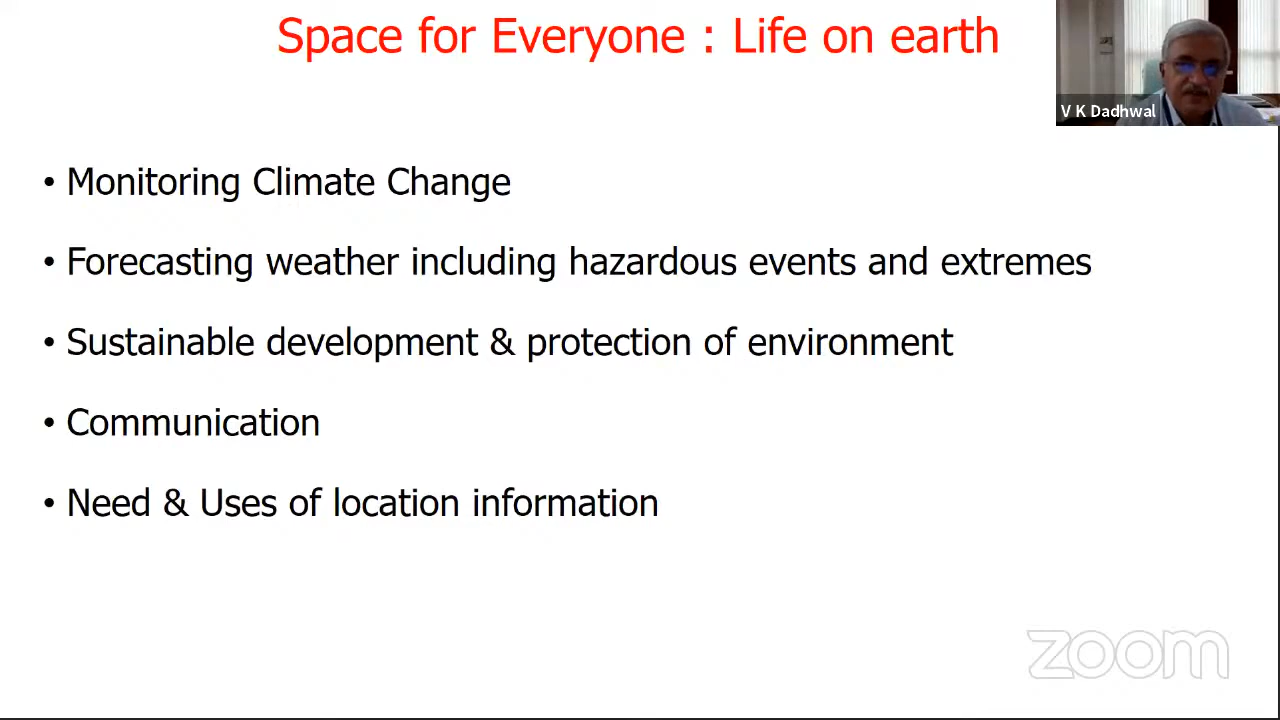 Space for Everyone : Life on earth
V K Dadhwal
• Monitoring Climate Change
• Forecasting weather including hazardous events and extremes
• Sustainable development & protection of environment
• Communication
• Need & Uses of location information
zoom